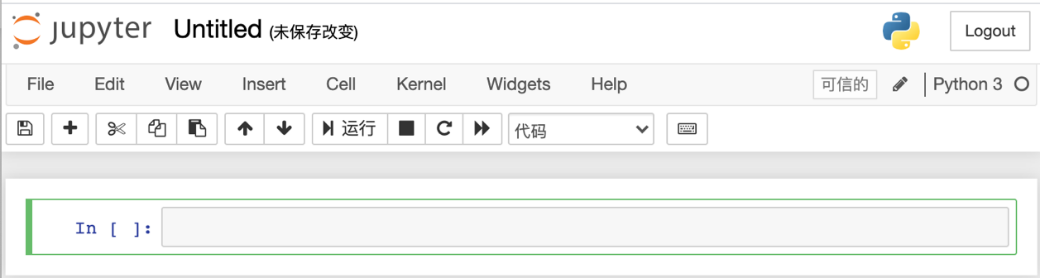 jupyter Untitled (未保存改变) Logout
File Edit View Insert Cell Kernel Widgets Help 可信的 Python 3
运行 代码
In [ ]: